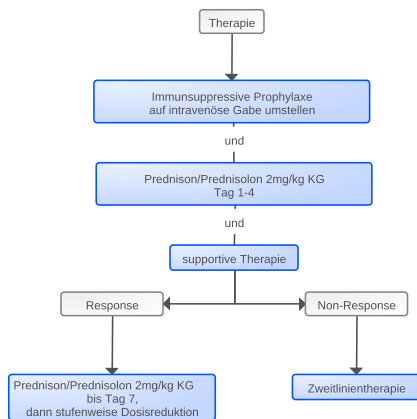 Therapie
Immunsuppressive Prophylaxe
auf intravenöse Gabe umstellen
und
Prednison/Prednisolon 2mg/kg KG
Tag 1-4
und
supportive Therapie
Response
Non-Response
Prednison/Prednisolon 2mg/kg KG
bis Tag 7,
dann stufenweise Dosisreduktion
Zweitlinientherapie